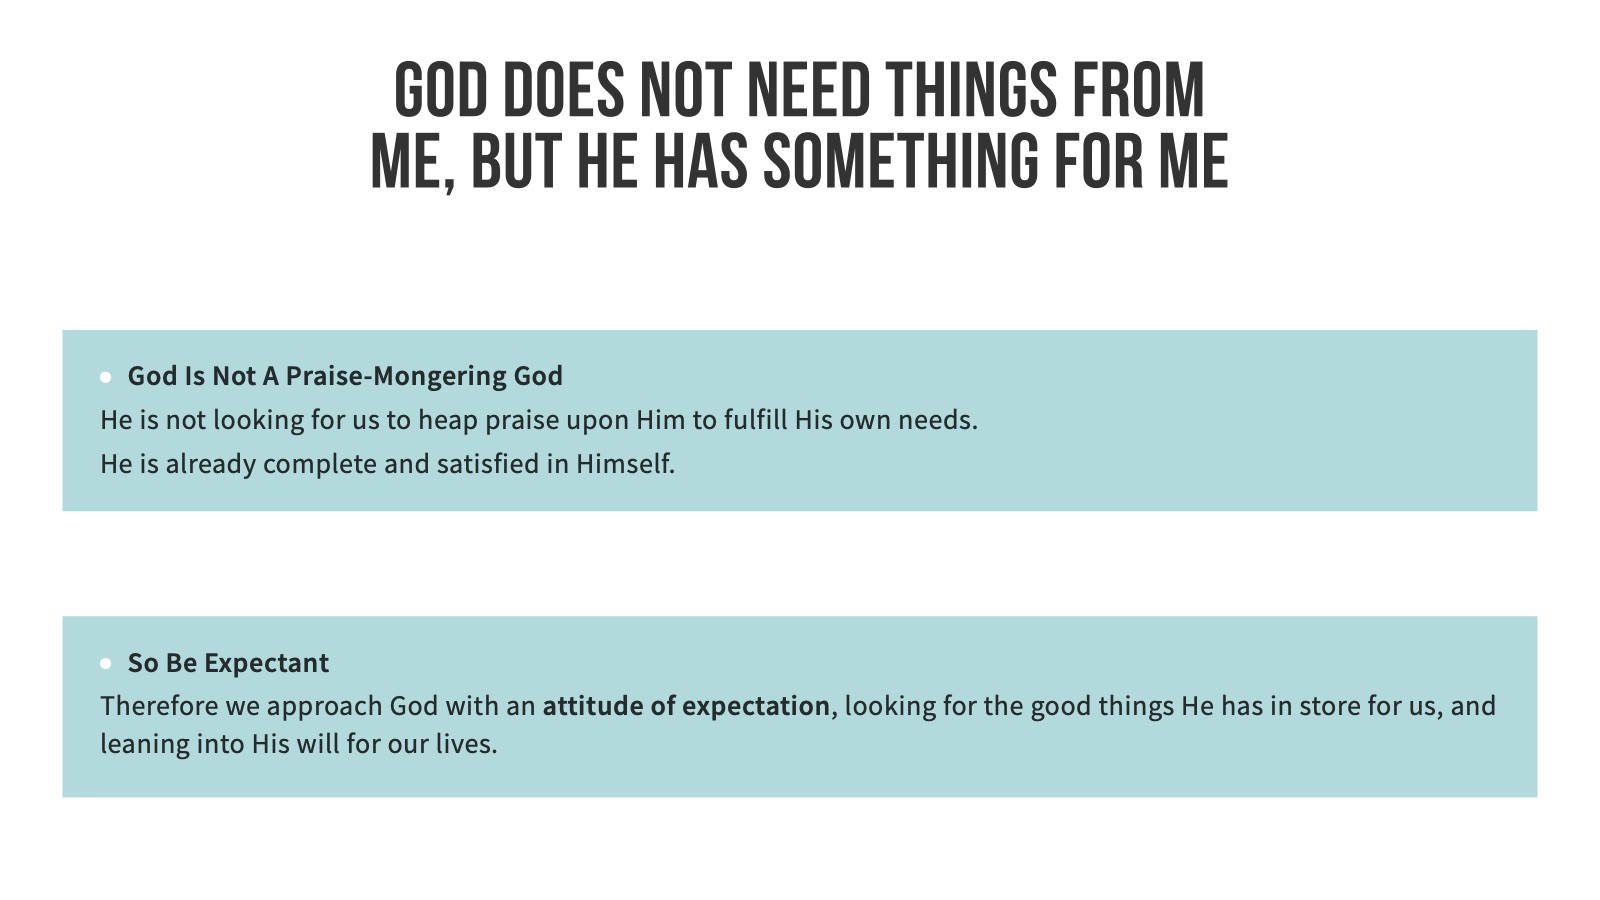 GOD DOES NOT NEED THINGS FROM
ME, BUT HE HAS SOMETHING FOR ME
• God Is Not A Praise-Mongering God
He is not looking for us to heap praise upon Him to fulfill His own needs.
He is already complete and satisfied in Himself.
• So Be Expectant
Therefore we approach God with an attitude of expectation, looking for the good things He has in store for us, and
leaning into His will for our lives.